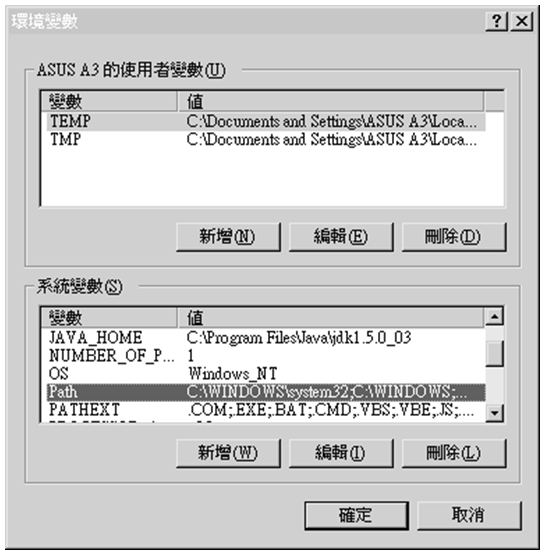 環境變數
ASUS A3 的使用者變數(U)
變數 值
TEMP C:\Documents and Settings\ASUS A3\Loca...
TMP C:\Documents and Settings\ASUS A3\Loca...
新增(N) 編輯(E) 刪除(D)
系統變數(S)
變數 值
JAVA_HOME C:\Program Files\Java\jdk1.5.0_03
NUMBER_OF_P... 1
OS Windows_NT
Path C:\WINDOWS\system32;C:\WINDOWS;...
PATHEXT .COM;.EXE;.BAT;.CMD;.VBS;.VBE;.JS;....
新增(W) 編輯(I) 刪除(L)
確定 取消